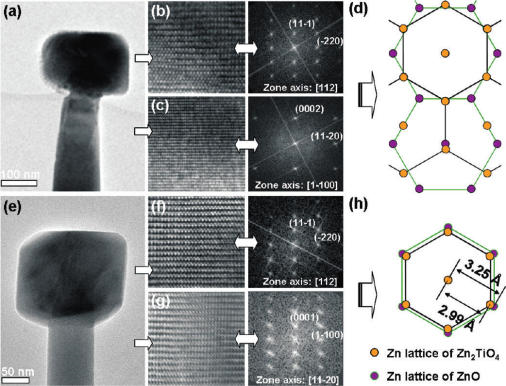 (a)
100 nm
(b)
(11-1)
(-220)
Zone axis: [112]
(c)
(0002)
(11-20)
Zone axis: [1-100]
(d)
(e)
50 nm
(f)
(11-1)
(-220)
Zone axis: [112]
(g)
(0001)
(1-100)
Zone axis: [11-20]
(h)
3.25 Å
2.99 Å
Zn lattice of Zn₂TiO₄
Zn lattice of ZnO